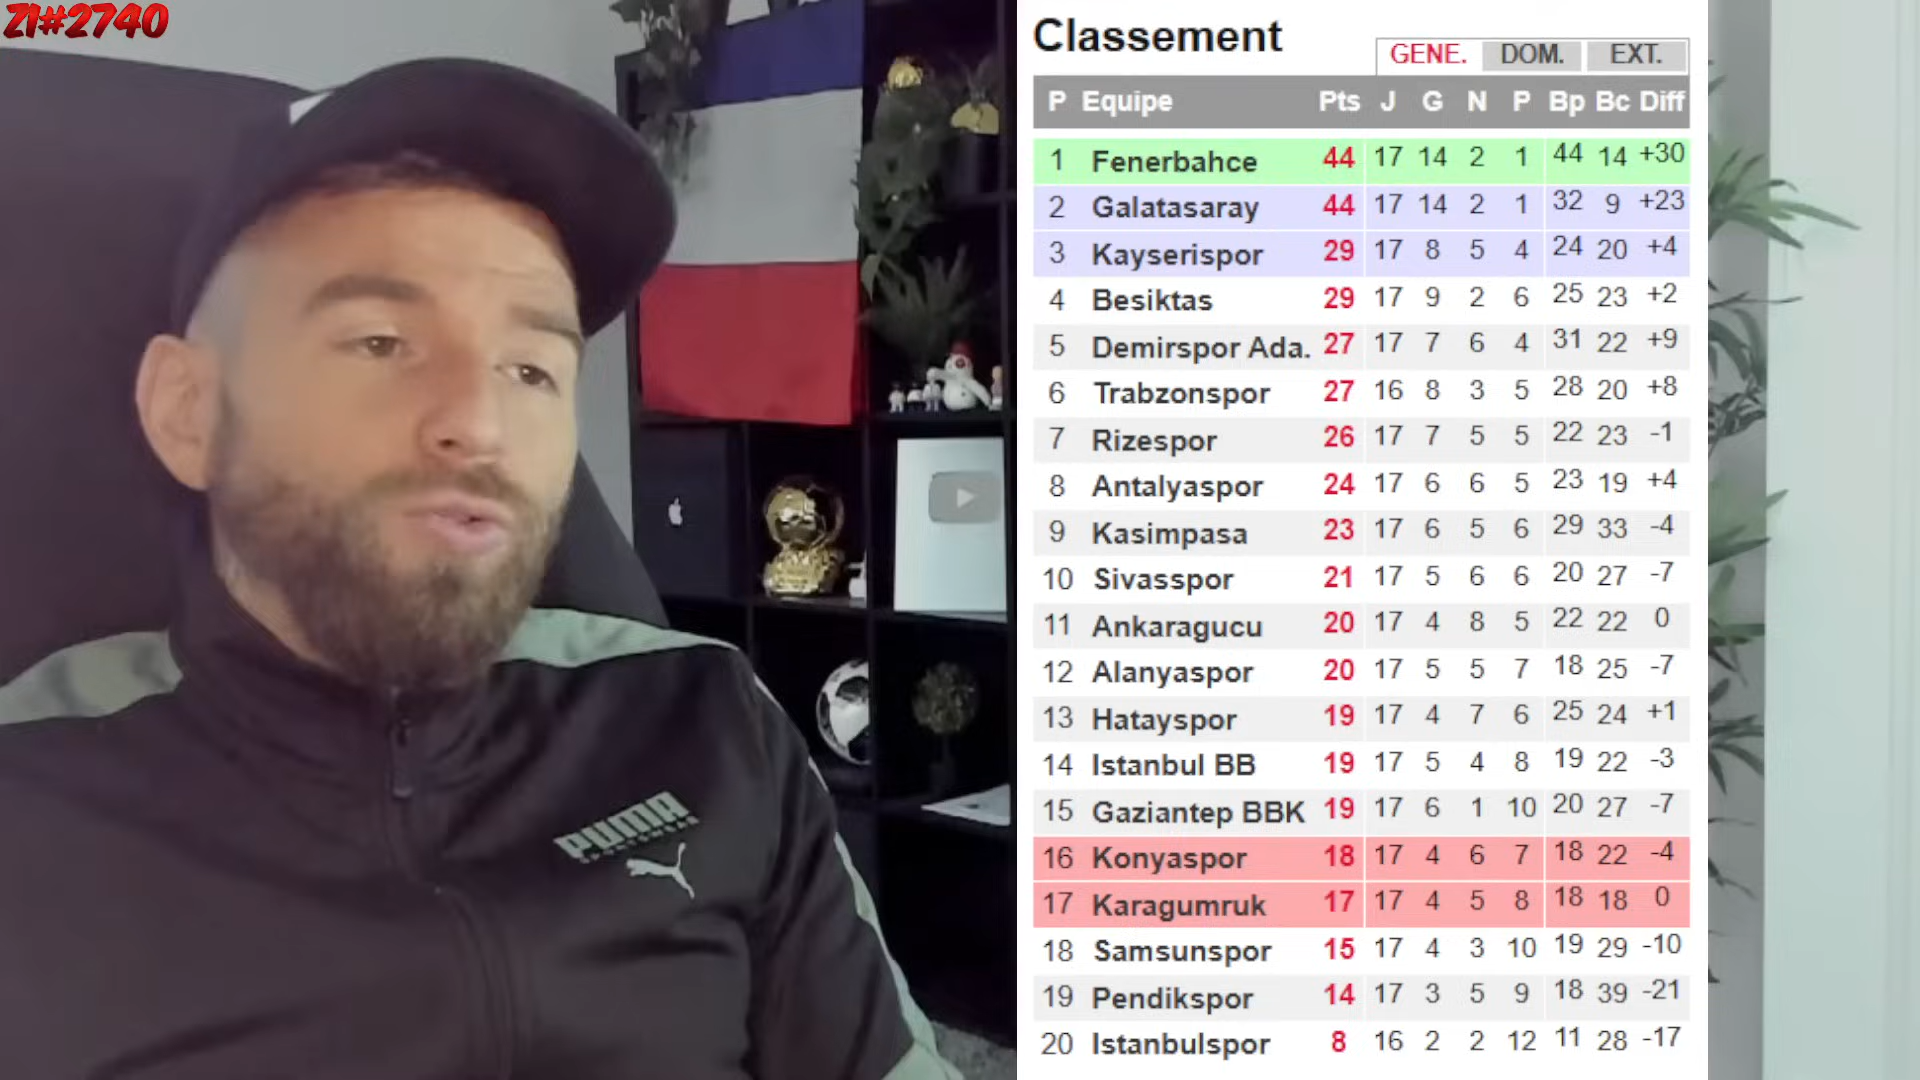 ZI#2740
Classement
GENE. DOM. EXT.
P Equipe Pts J G N P Bp Bc Diff
1 Fenerbahce 44 17 14 2 1 44 14 +30
2 Galatasaray 44 17 14 2 1 32 9 +23
3 Kayserispor 29 17 8 5 4 24 20 +4
4 Besiktas 29 17 9 2 6 25 23 +2
5 Demirspor Ada. 27 17 7 6 4 31 22 +9
6 Trabzonspor 27 16 8 3 5 28 20 +8
7 Rizespor 26 17 7 5 5 22 23 -1
8 Antalyaspor 24 17 6 6 5 23 19 +4
9 Kasimpasa 23 17 6 5 6 29 33 -4
10 Sivasspor 21 17 5 6 6 20 27 -7
11 Ankaragucu 20 17 4 8 5 22 22 0
12 Alanyaspor 20 17 5 5 7 18 25 -7
13 Hatayspor 19 17 4 7 6 25 24 +1
14 Istanbul BB 19 17 5 4 8 19 22 -3
15 Gaziantep BBK 19 17 6 1 10 20 27 -7
16 Konyaspor 18 17 4 6 7 18 22 -4
17 Karagumruk 17 17 4 5 8 18 18 0
18 Samsunspor 15 17 4 3 10 19 29 -10
19 Pendikspor 14 17 3 5 9 18 39 -21
20 Istanbulspor 8 16 2 2 12 11 28 -17
PUMA